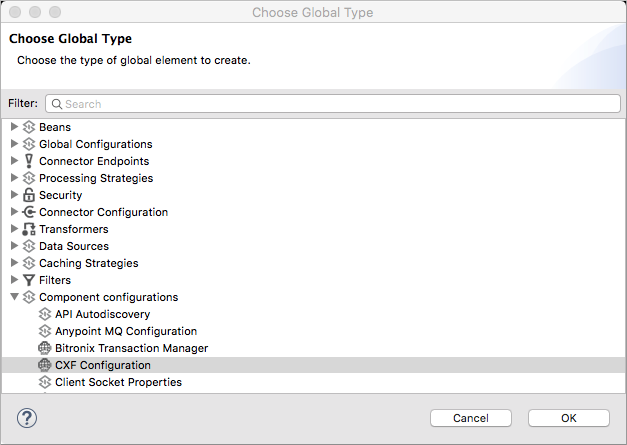 Choose Global Type
Choose Global Type
Choose the type of global element to create.
Filter: Search
Beans
Global Configurations
Connector Endpoints
Processing Strategies
Security
Connector Configuration
Transformers
Data Sources
Caching Strategies
Filters
Component configurations
API Autodiscovery
Anypoint MQ Configuration
Bitronix Transaction Manager
CXF Configuration
Client Socket Properties
? Cancel OK